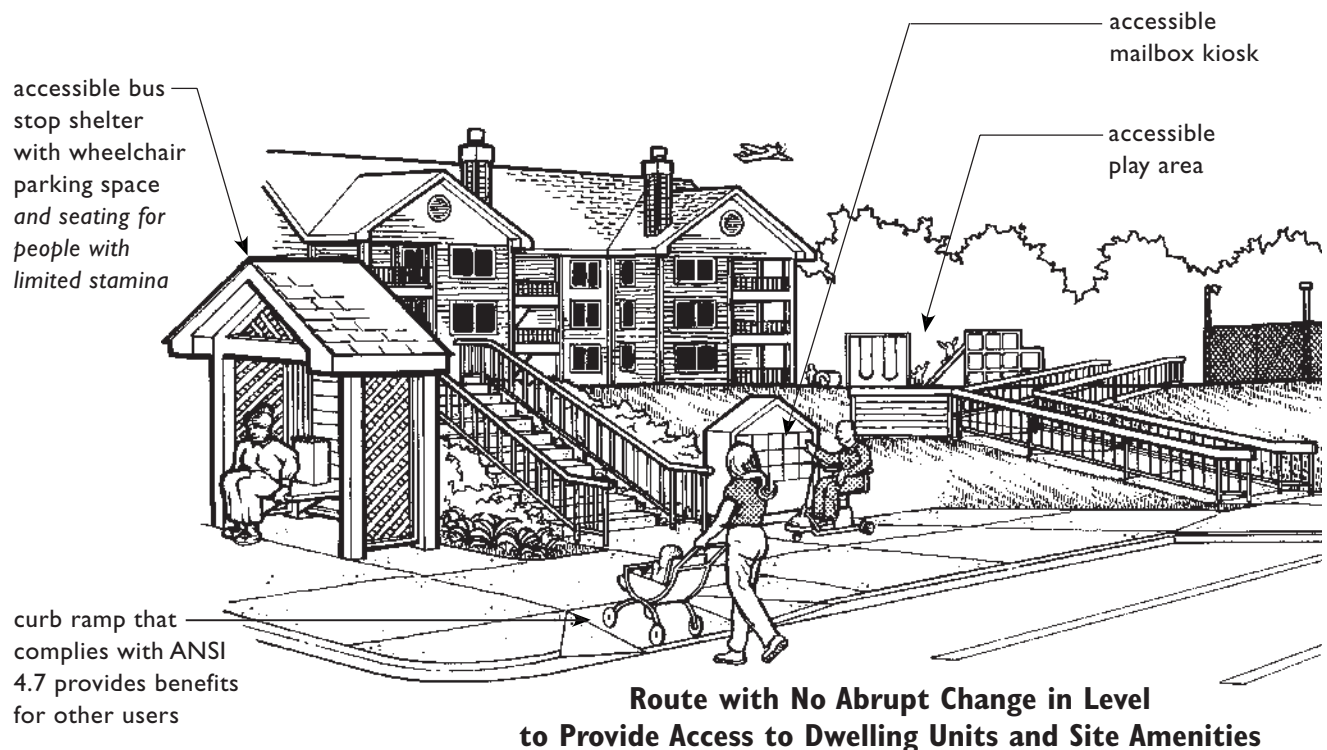 accessible
mailbox kiosk
accessible bus
stop shelter
with wheelchair
parking space
and seating for
people with
limited stamina
accessible
play area
curb ramp that
complies with ANSI
4.7 provides benefits
for other users
Route with No Abrupt Change in Level
to Provide Access to Dwelling Units and Site Amenities